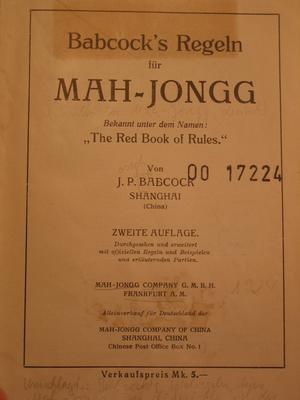 Babcock's Regeln
für
MAH-JONGG
Bekannt unter dem Namen:
„The Red Book of Rules."
Von
J. P. BABCOCK
OO 17224
SHANGHAI
(China)
ZWEITE AUFLAGE.
Durchgesehen und erweitert
mit offiziellen Regeln und Beispielen
und erläuternden Partien.
MAH-JONGG COMPANY G. M. B. H.
FRANKFURT A. M.
Alleinverkauf für Deutschland der
MAH-JONGG COMPANY OF CHINA
SHANGHAI, CHINA
Chinese Post Office Box No. 1
Verkaufspreis Mk. 5.—